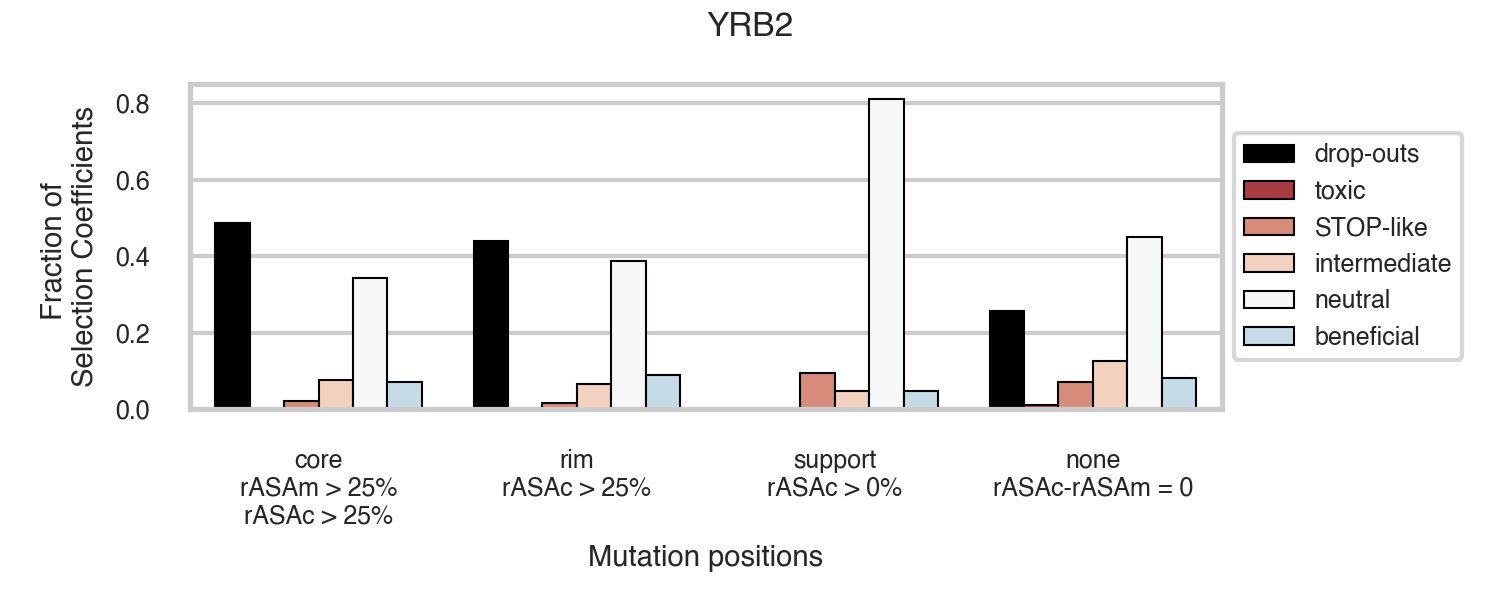 YRB2
Fraction of
Selection Coefficients
0.8
0.6
0.4
0.2
0.0
drop-outs
toxic
STOP-like
intermediate
neutral
beneficial
core
rASAm > 25%
rASAc > 25%
rim
rASAc > 25%
support
rASAc > 0%
none
rASAc-rASAm = 0
Mutation positions